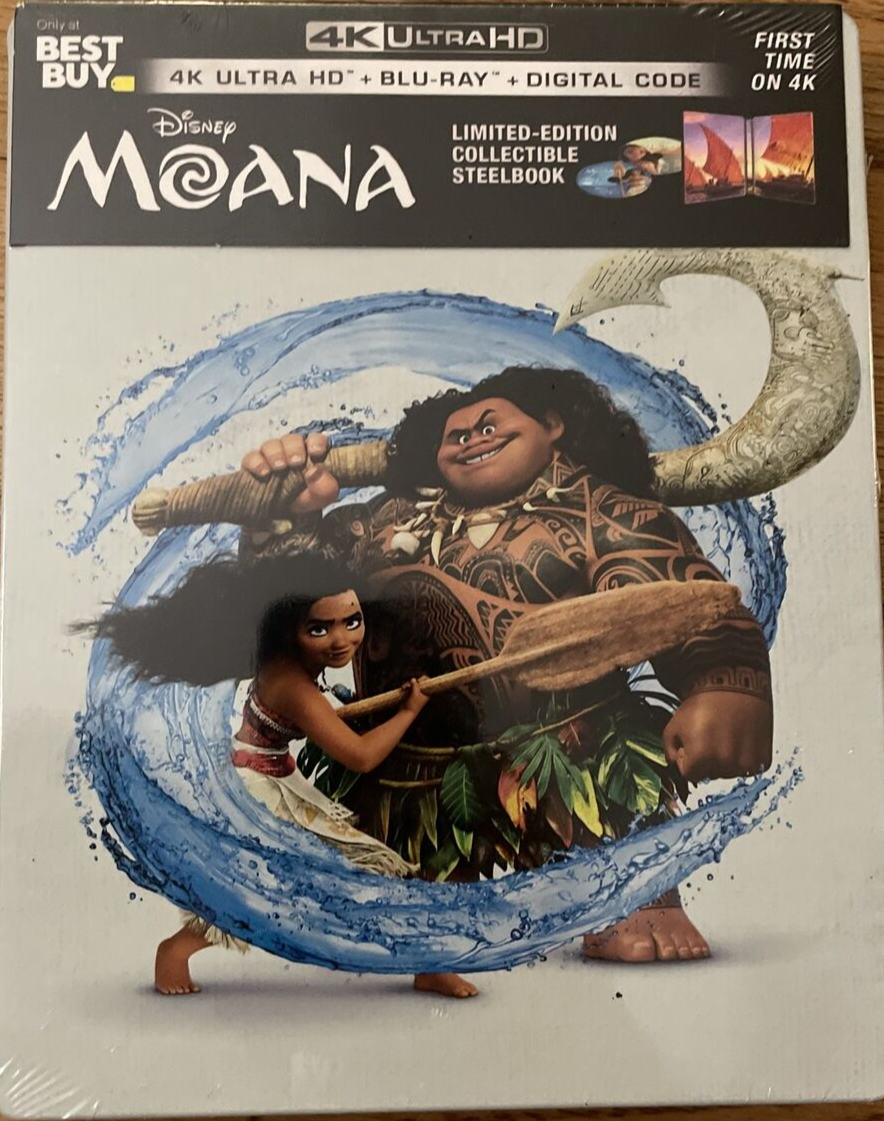 Only at
BEST
BUY
4K ULTRA HD
4K ULTRA HD™ + BLU-RAY™ + DIGITAL CODE
FIRST
TIME
ON 4K
DISNEY
MOANA
LIMITED-EDITION
COLLECTIBLE
STEELBOOK